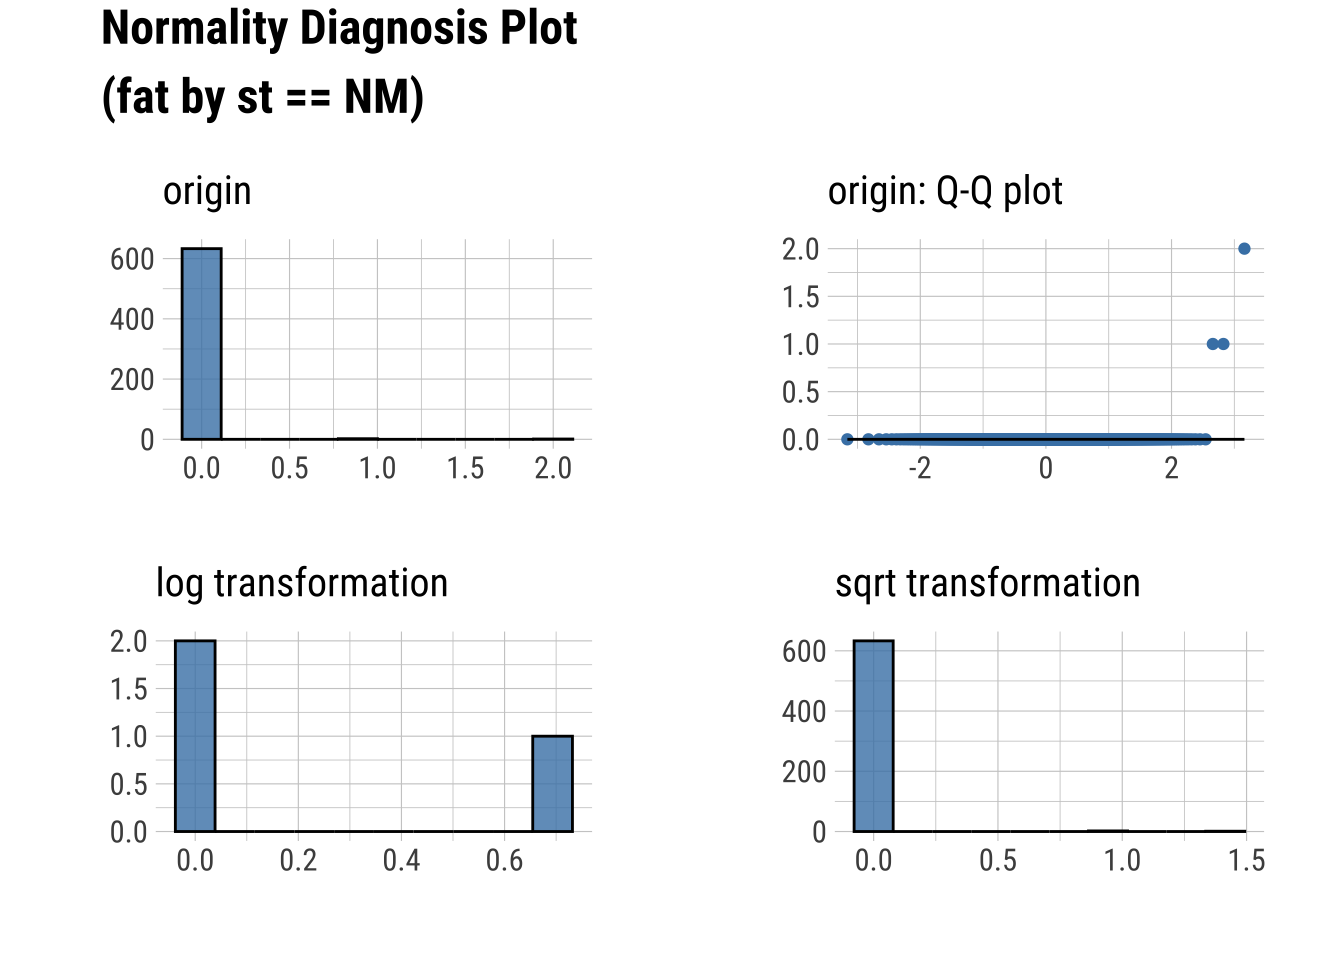 Normality Diagnosis Plot
(fat by st == NM)
origin
600
400
200
0
0.0 0.5 1.0 1.5 2.0
origin: Q-Q plot
2.0
1.5
1.0
0.5
0.0
-2 0 2
log transformation
2.0
1.5
1.0
0.5
0.0
0.0 0.2 0.4 0.6
sqrt transformation
600
400
200
0
0.0 0.5 1.0 1.5